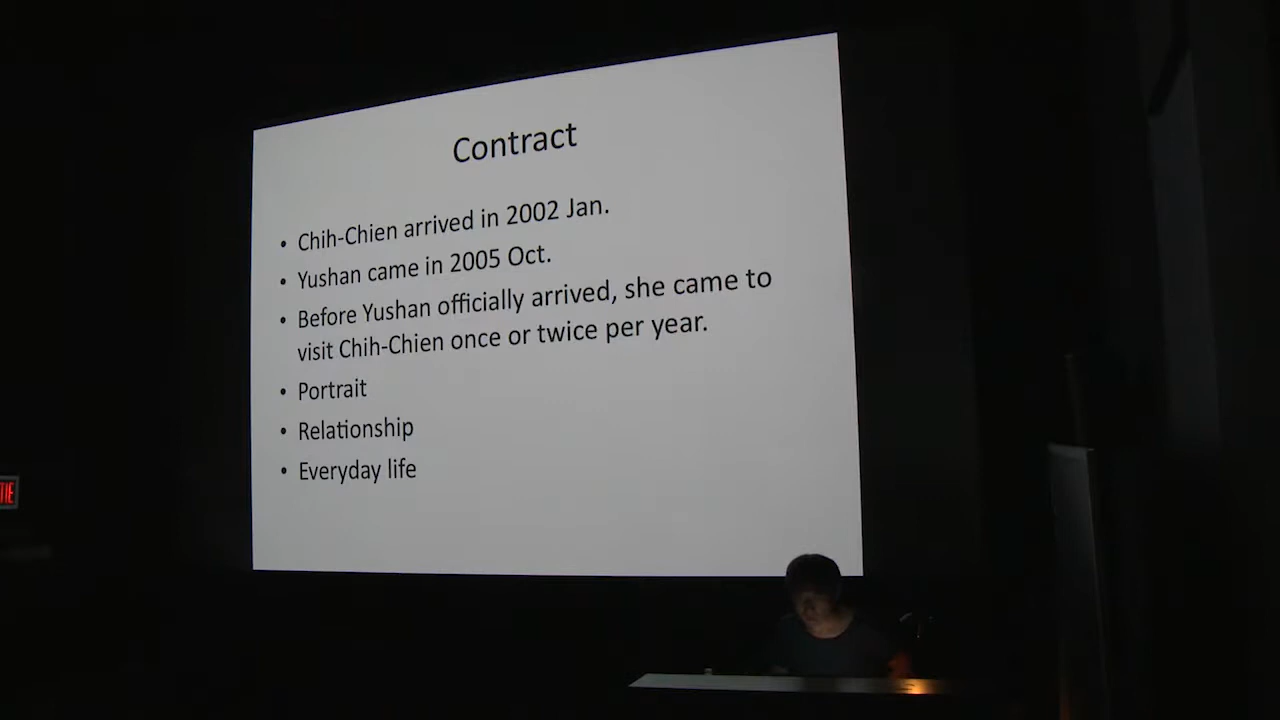 Contract
• Chih-Chien arrived in 2002 Jan.
• Yushan came in 2005 Oct.
• Before Yushan officially arrived, she came to
visit Chih-Chien once or twice per year.
• Portrait
• Relationship
• Everyday life
TIE